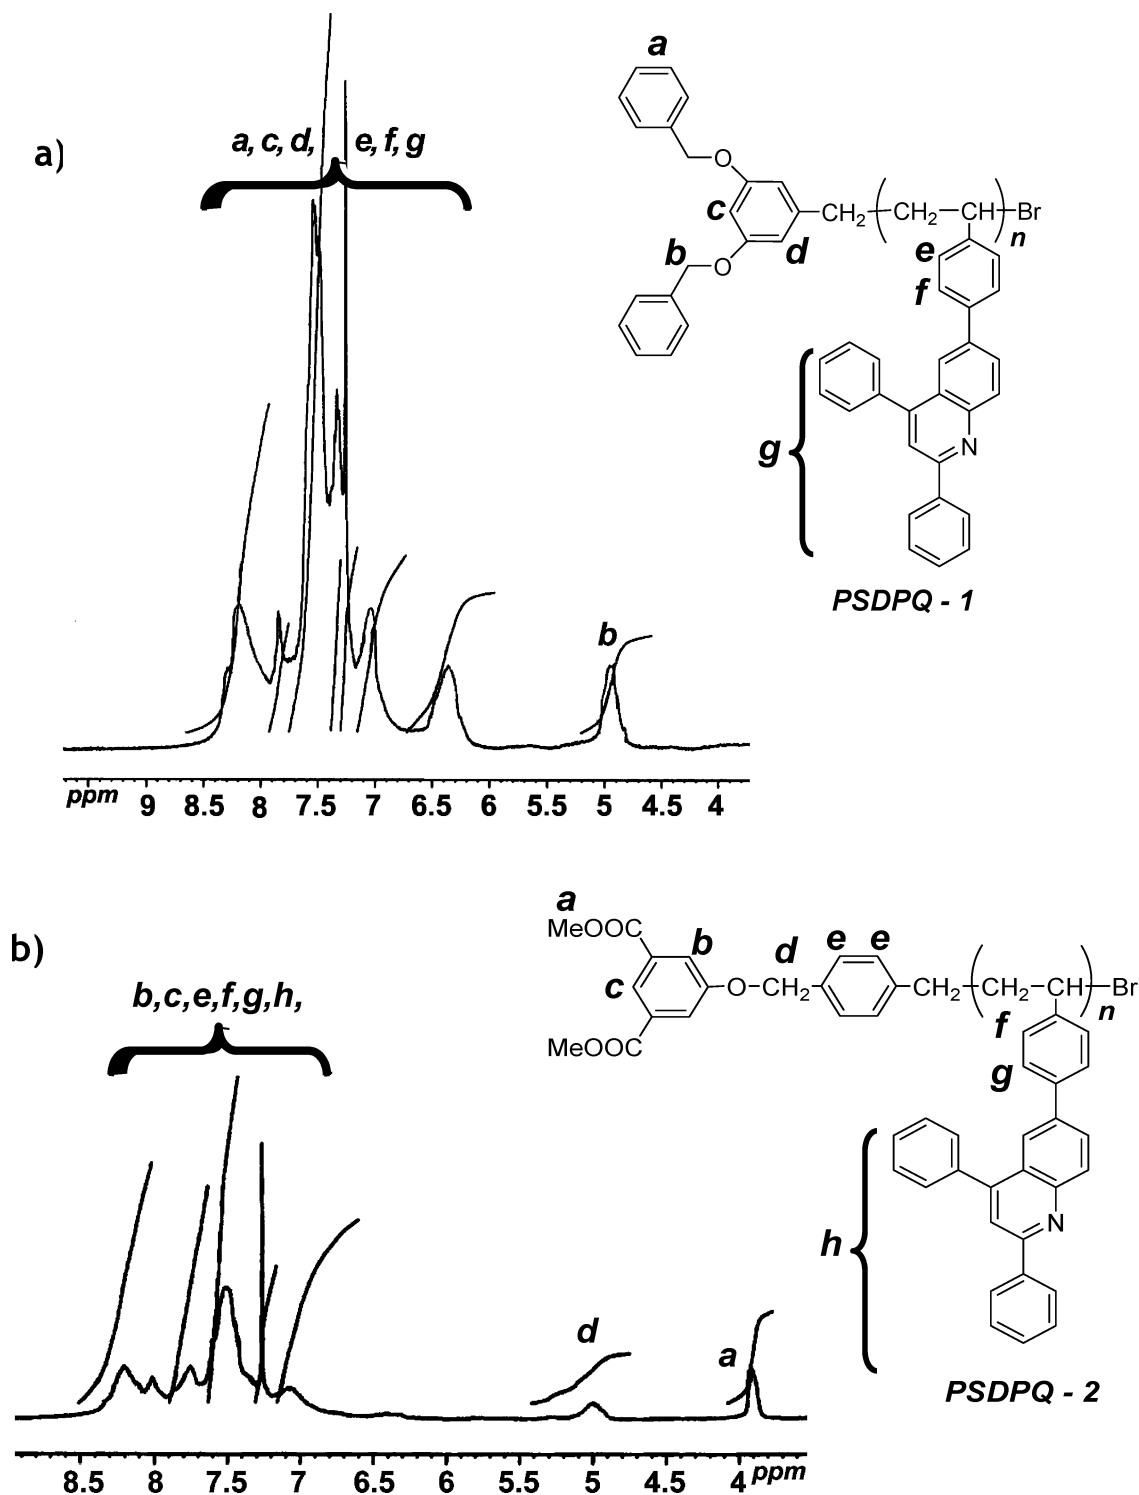 a)
a, c, d, e, f, g
a
O
c
CH2 CH2 CH Br
n
b O d
e
f
g
N
PSDPQ - 1
b
ppm 9 8.5 8 7.5 7 6.5 6 5.5 5 4.5 4
b)
b,c,e,f,g,h,
a
MeOOC
b d e e
c O CH2 CH2 CH2 CH Br
n
MeOOC
f
g
h
N
d
a
PSDPQ - 2
8.5 8 7.5 7 6.5 6 5.5 5 4.5 4 ppm